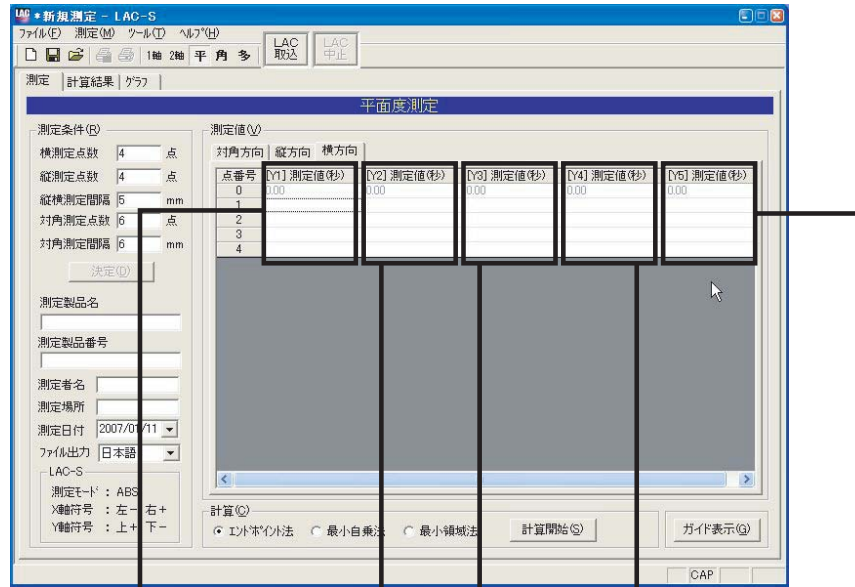 *新規測定 - LAC-S
ファイル(F) 測定(M) ツール(T) ヘルプ(H)
1軸 2軸 平 角 多 LAC取込 LAC中止
測定 計算結果 グラフ
平面度測定
測定条件(R)
横測定点数 4 点
縦測定点数 4 点
縦横測定間隔 5 mm
対角測定点数 6 点
対角測定間隔 6 mm
決定(D)
測定製品名
測定製品番号
測定者名
測定場所
測定日付 2007/01/11
ファイル出力 日本語
LAC-S
測定モード : ABS
X軸符号 : 左- 右+
Y軸符号 : 上+ 下-
測定値(V)
対角方向 縦方向 横方向
点番号 [Y1] 測定値(秒) [Y2] 測定値(秒) [Y3] 測定値(秒) [Y4] 測定値(秒) [Y5] 測定値(秒)
0 0.00 0.00 0.00 0.00 0.00
1
2
3
4
計算(C)
エンドポイント法 最小自乗法 最小領域法 計算開始(S) ガイド表示(G)
CAP